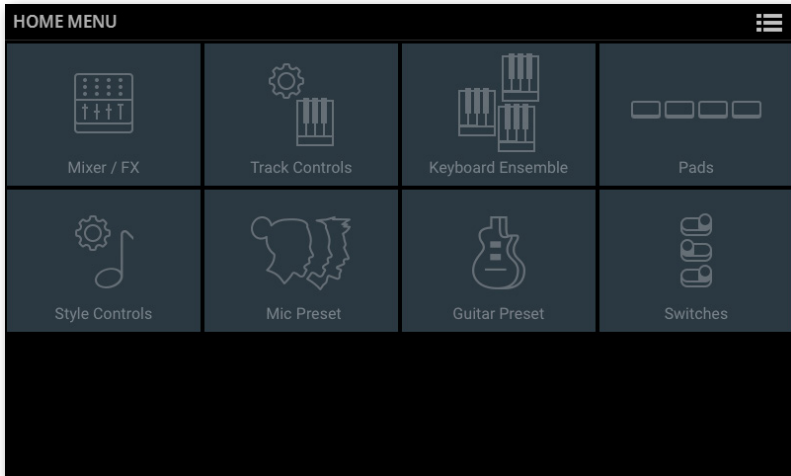 HOME MENU
Mixer / FX
Track Controls
Keyboard Ensemble
Pads
Style Controls
Mic Preset
Guitar Preset
Switches